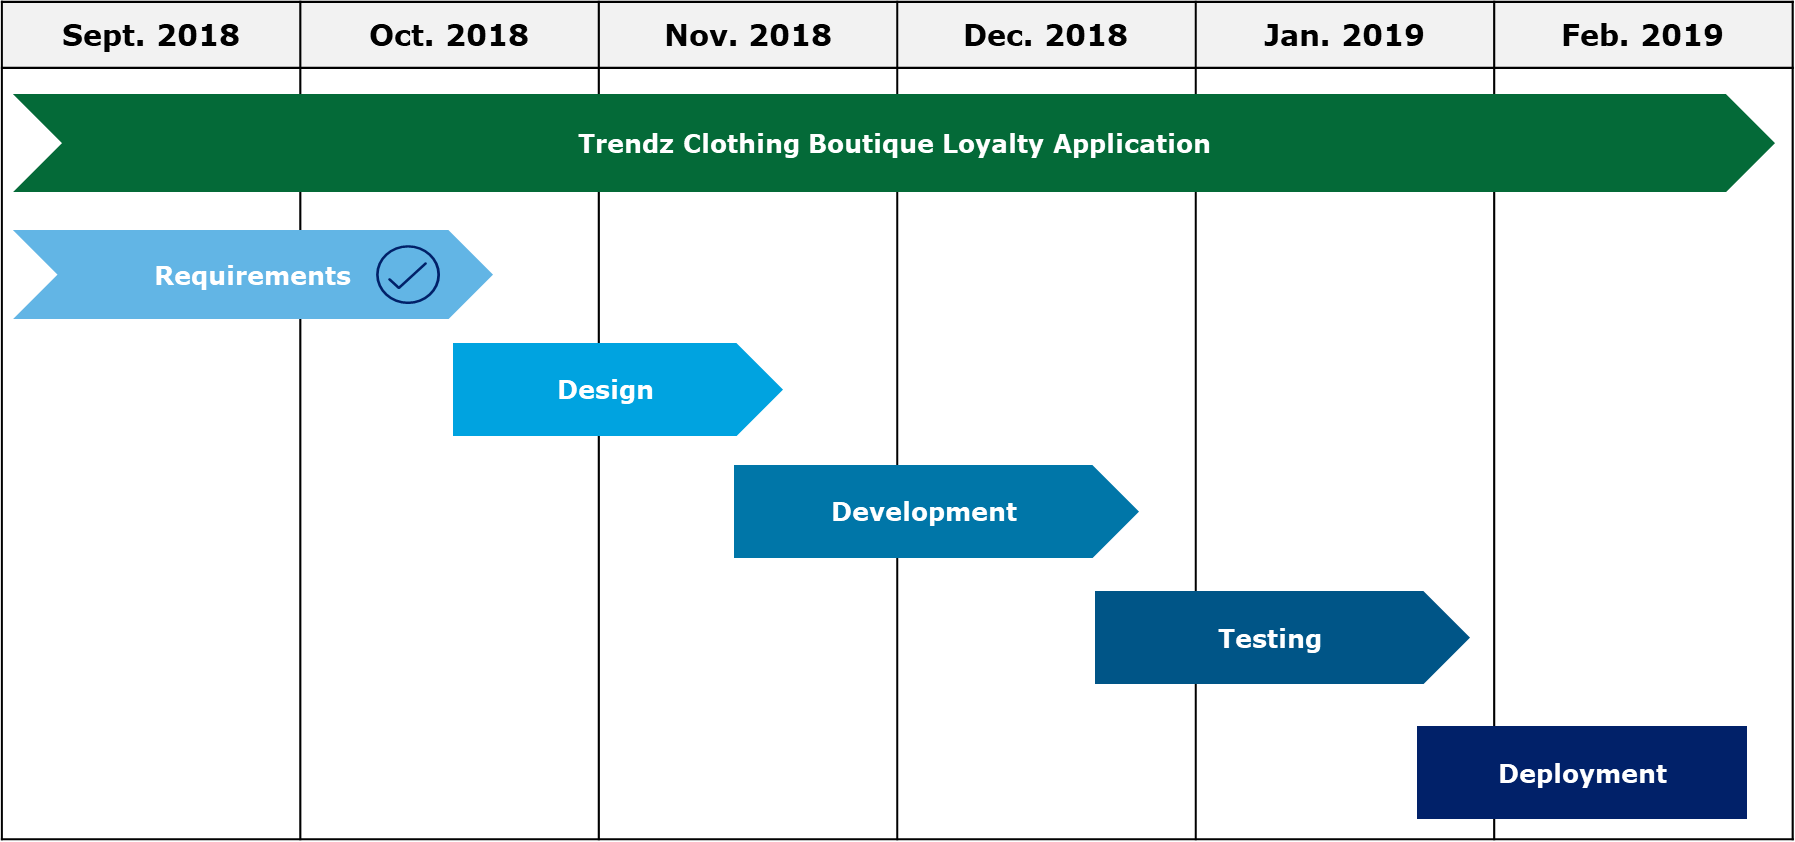 Sept. 2018 Oct. 2018 Nov. 2018 Dec. 2018 Jan. 2019 Feb. 2019
Trendz Clothing Boutique Loyalty Application
Requirements
Design
Development
Testing
Deployment